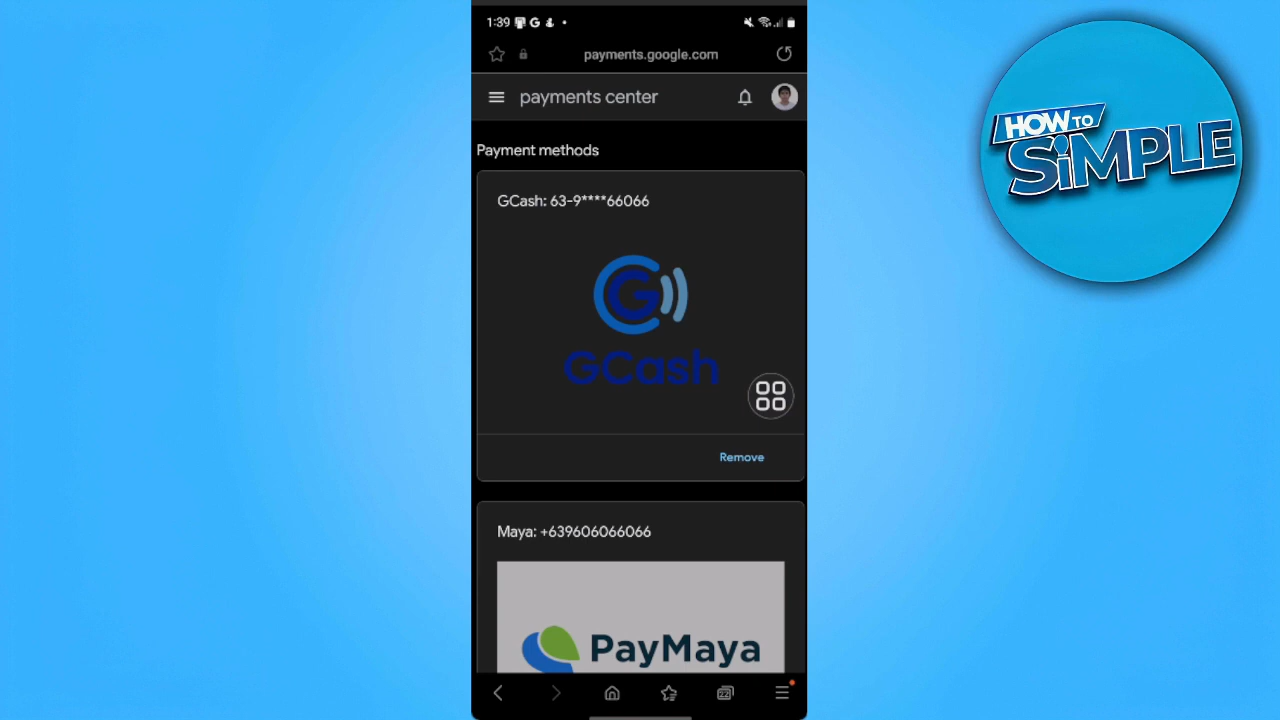 1:39
payments.google.com
payments center
HOW TO
SiMPLE
Payment methods
GCash: 63-9****66066
G
GCash
Remove
Maya: +639606066066
PayMaya
22